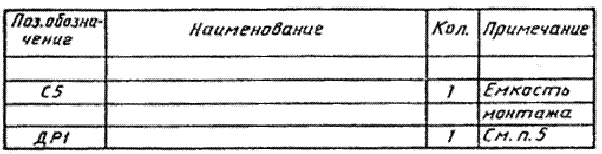 Поз. обозна-
чение
Наименование
Кол.
Примечание
С5
1
Емкость
монтажа
ДР1
1
См. п. 5